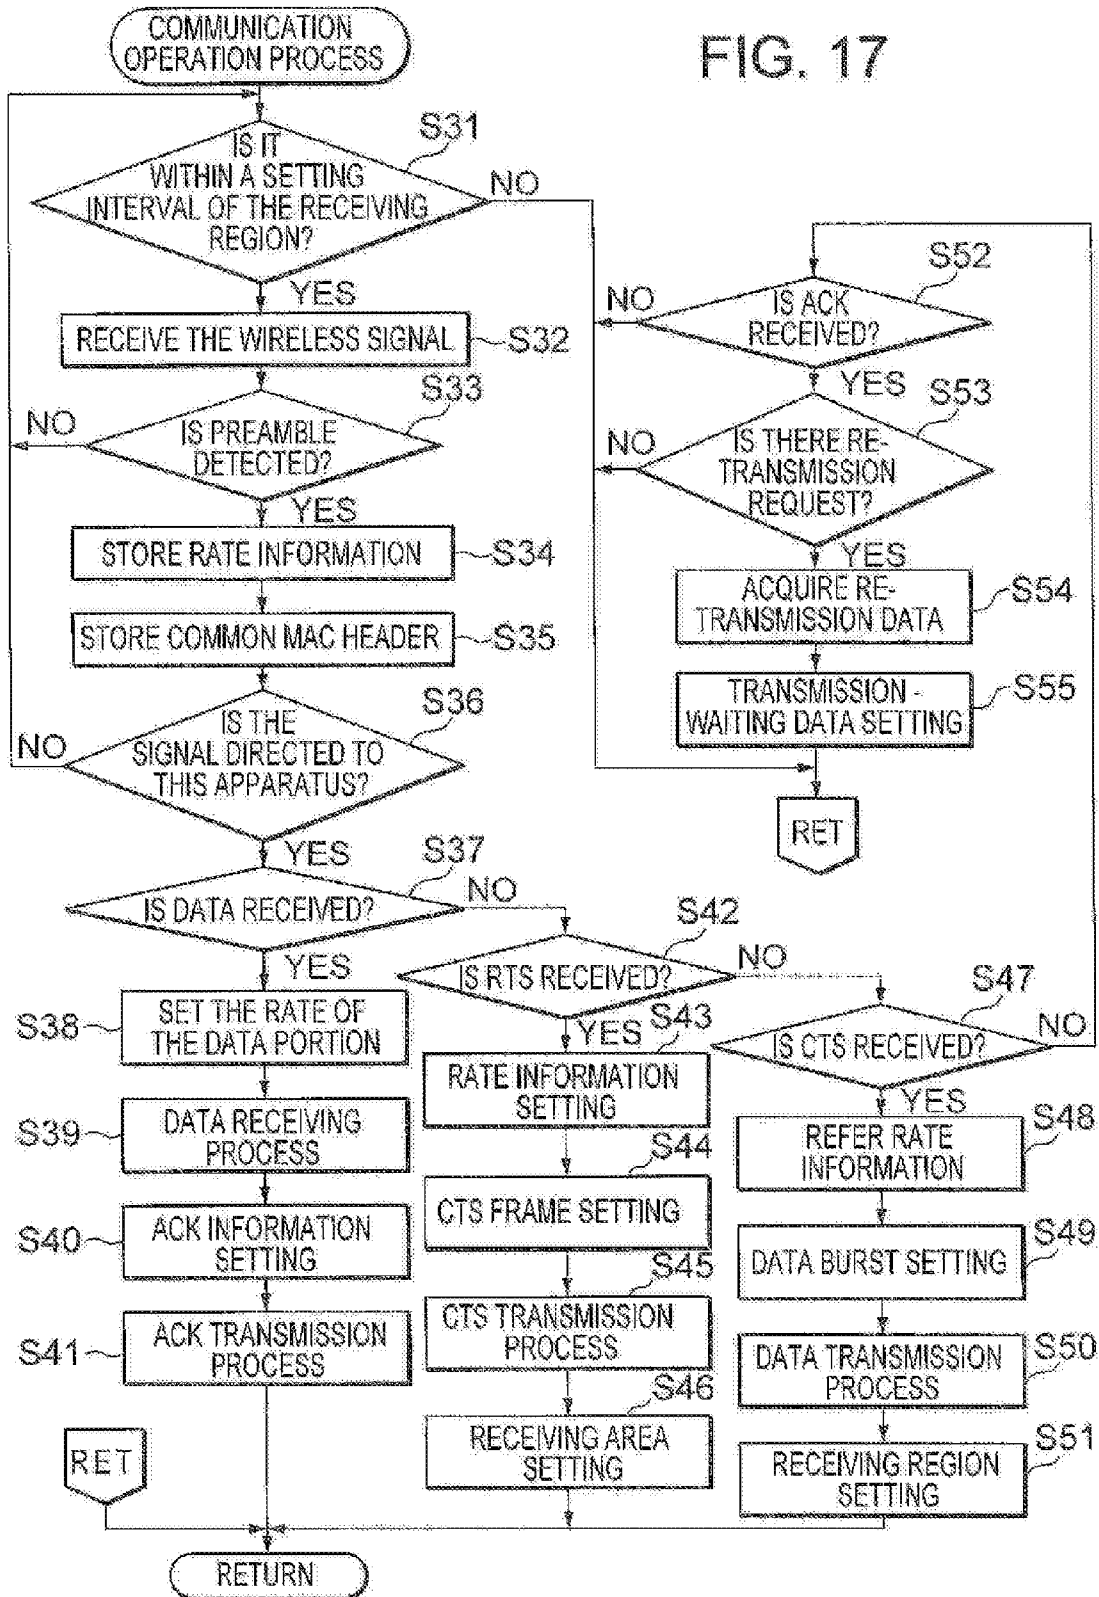 COMMUNICATION
OPERATION PROCESS
FIG. 17
S31
IS IT
WITHIN A SETTING
INTERVAL OF THE RECEIVING
REGION?
NO
YES
RECEIVE THE WIRELESS SIGNAL
S32
S33
IS PREAMBLE
DETECTED?
NO
YES
STORE RATE INFORMATION
S34
STORE COMMON MAC HEADER
S35
S36
IS THE
SIGNAL DIRECTED TO
THIS APPARATUS?
NO
YES
S37
IS DATA RECEIVED?
NO
YES
S38
SET THE RATE OF
THE DATA PORTION
S39
DATA RECEIVING
PROCESS
S40
ACK INFORMATION
SETTING
S41
ACK TRANSMISSION
PROCESS
RET
RETURN
S42
IS RTS RECEIVED?
NO
YES
S43
RATE INFORMATION
SETTING
S44
CTS FRAME SETTING
S45
CTS TRANSMISSION
PROCESS
S46
RECEIVING AREA
SETTING
S47
IS CTS RECEIVED?
NO
YES
S48
REFER RATE
INFORMATION
S49
DATA BURST SETTING
S50
DATA TRANSMISSION
PROCESS
S51
RECEIVING REGION
SETTING
S52
IS ACK
RECEIVED?
NO
YES
S53
IS THERE RE-
TRANSMISSION
REQUEST?
NO
YES
ACQUIRE RE-
TRANSMISSION DATA
S54
TRANSMISSION -
WAITING DATA SETTING
S55
RET